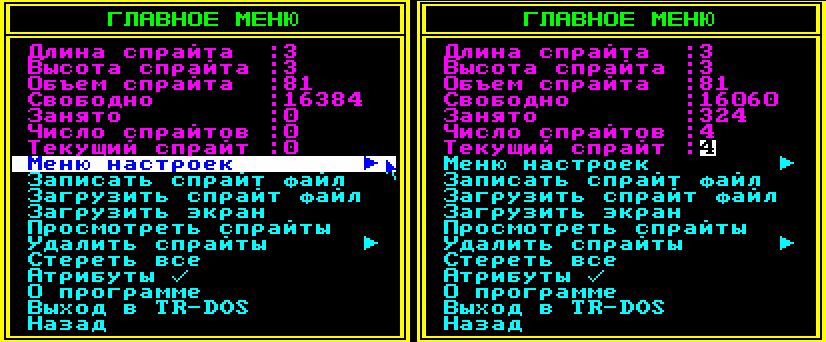 ГЛАВНОЕ МЕНЮ
Длина спрайта :3
Высота спрайта :3
Объем спрайта :81
Свободно :16384
Занято :0
Число спрайтов :0
Текущий спрайт :0
Меню настроек
Записать спрайт файл
Загрузить спрайт файл
Загрузить экран
Просмотреть спрайты
Удалить спрайты
Стереть все
Атрибуты ✓
О программе
Выход в TR-DOS
Назад
ГЛАВНОЕ МЕНЮ
Длина спрайта :3
Высота спрайта :3
Объем спрайта :81
Свободно :16060
Занято :324
Число спрайтов :4
Текущий спрайт :4
Меню настроек
Записать спрайт файл
Загрузить спрайт файл
Загрузить экран
Просмотреть спрайты
Удалить спрайты
Стереть все
Атрибуты ✓
О программе
Выход в TR-DOS
Назад